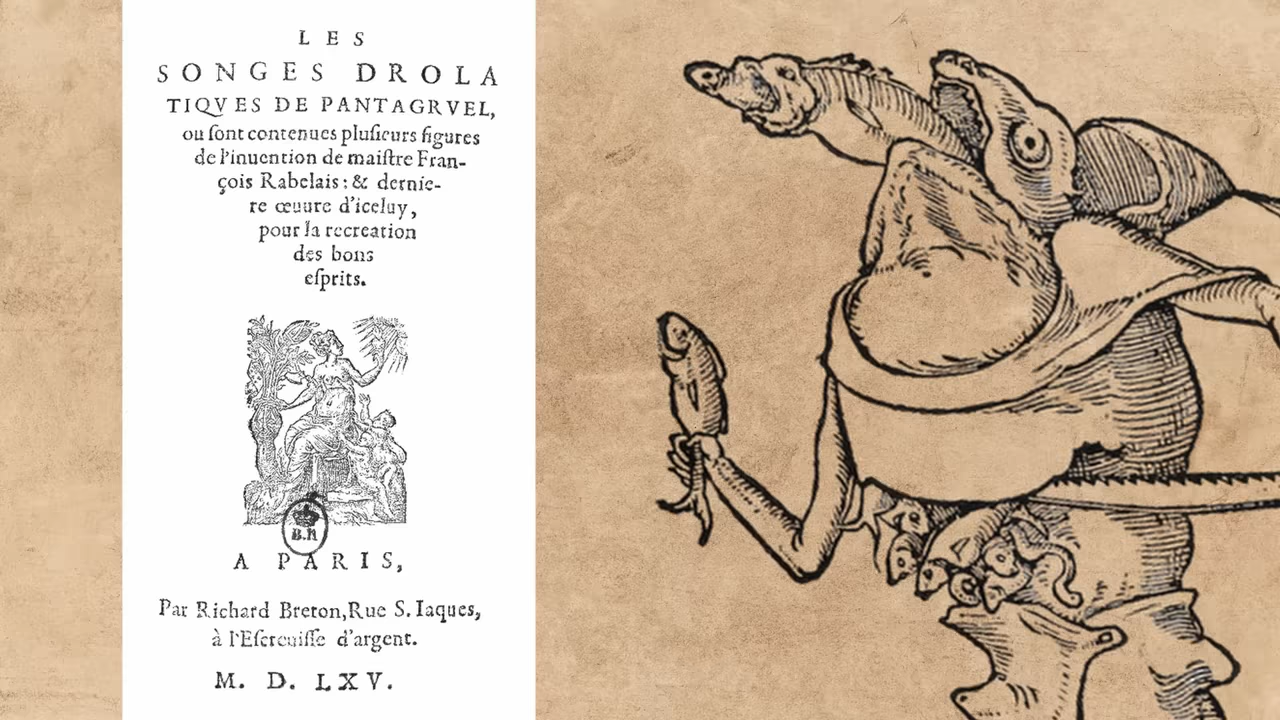 LES
SONGES DROLA
TIQVES DE PANTAGRVEL,
ou ſont contenues pluſieurs figures
de l'inuention de maiſtre Fran-
çois Rabelais : & dernie-
re œuure d'iceluy,
pour la recreation
des bons
eſprits.
B.R
A PARIS,
Par Richard Breton, Rue S. Iaques,
à l'Eſcreuiſſe d'argent.
M. D. LXV.